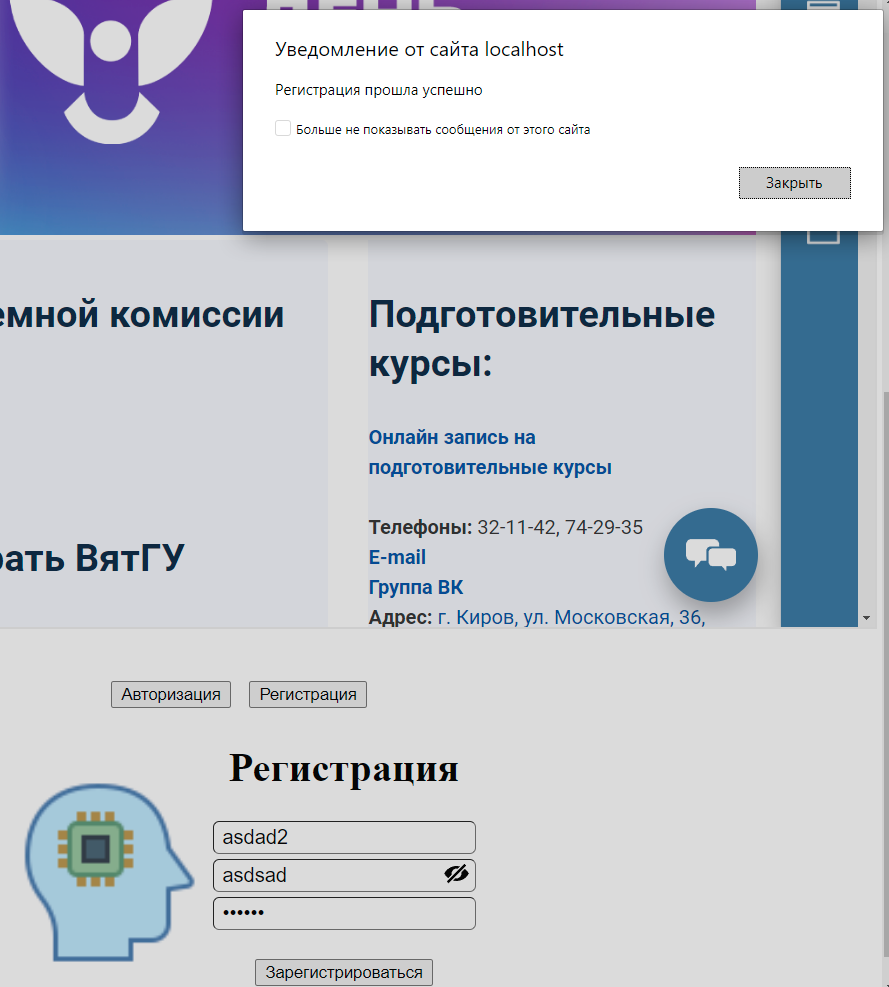 Уведомление от сайта localhost
Регистрация прошла успешно
Больше не показывать сообщения от этого сайта
Закрыть
комиссии
ВятГУ
Подготовительные
курсы:
Онлайн запись на
подготовительные курсы
Телефоны: 32-11-42, 74-29-35
E-mail
Группа ВК
Адрес: г. Киров, ул. Московская, 36,
Авторизация
Регистрация
Регистрация
asdad2
asdsad
••••••
Зарегистрироваться